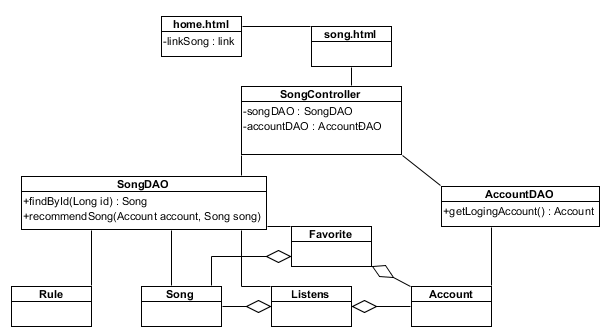 home.html
-linkSong : link
song.html
SongController
-songDAO : SongDAO
-accountDAO : AccountĐAO
SongDAO
+findById(Long id) : Song
+recommendSong(Account account, Song song)
AccountDAO
+getLogingAccount() : Account
Favorite
Rule
Song
Listens
Account